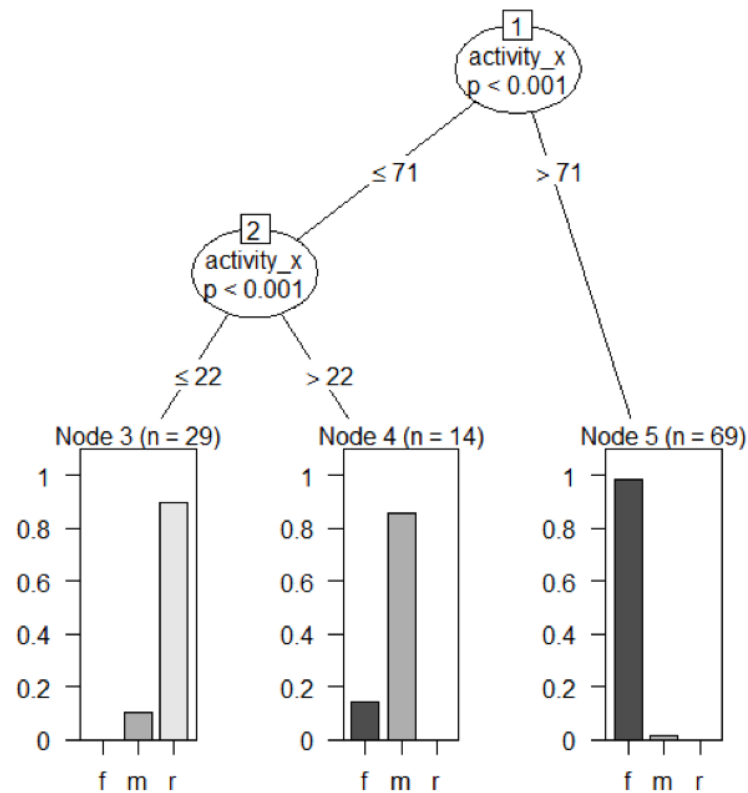 1
activity_x
p < 0.001
≤ 71
> 71
2
activity_x
p < 0.001
≤ 22
> 22
Node 3 (n = 29)
1
0.8
0.6
0.4
0.2
0
f m r
Node 4 (n = 14)
1
0.8
0.6
0.4
0.2
0
f m r
Node 5 (n = 69)
1
0.8
0.6
0.4
0.2
0
f m r